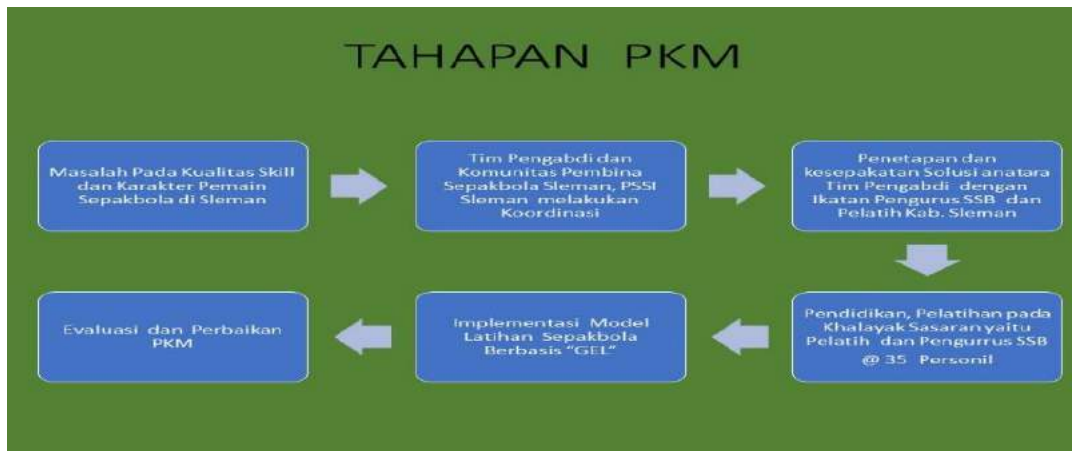 TAHAPAN PKM
Masalah Pada Kualitas Skill
dan Karakter Pemain
Sepakbola di Sleman
Tim Pengabdi dan
Komunitas Pembina
Sepakbola Sleman, PSSI
Sleman melakukan
Koordinasi
Penetapan dan
kesepakatan Solusi anatara
Tim Pengabdi dengan
Ikatan Pengurus SSB dan
Pelatih Kab. Sleman
Pendidikan, Pelatihan pada
Khalayak Sasaran yaitu
Pelatih dan Pengurrus SSB
@ 35 Personil
Implementasi Model
Latihan Sepakbola
Berbasis "GEL"
Evaluasi dan Perbaikan
PKM